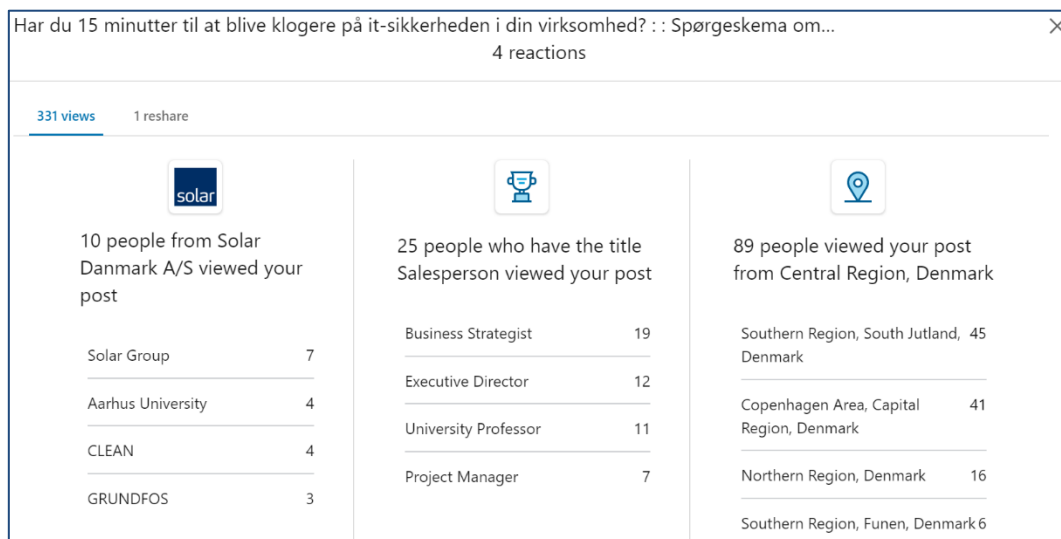 Har du 15 minutter til at blive klogere på it-sikkerheden i din virksomhed? : : Spørgeskema om...
4 reactions
331 views 1 reshare
solar
10 people from Solar
Danmark A/S viewed your
post
Solar Group 7
Aarhus University 4
CLEAN 4
GRUNDFOS 3
25 people who have the title
Salesperson viewed your post
Business Strategist 19
Executive Director 12
University Professor 11
Project Manager 7
89 people viewed your post
from Central Region, Denmark
Southern Region, South Jutland, 45
Denmark
Copenhagen Area, Capital 41
Region, Denmark
Northern Region, Denmark 16
Southern Region, Funen, Denmark 6